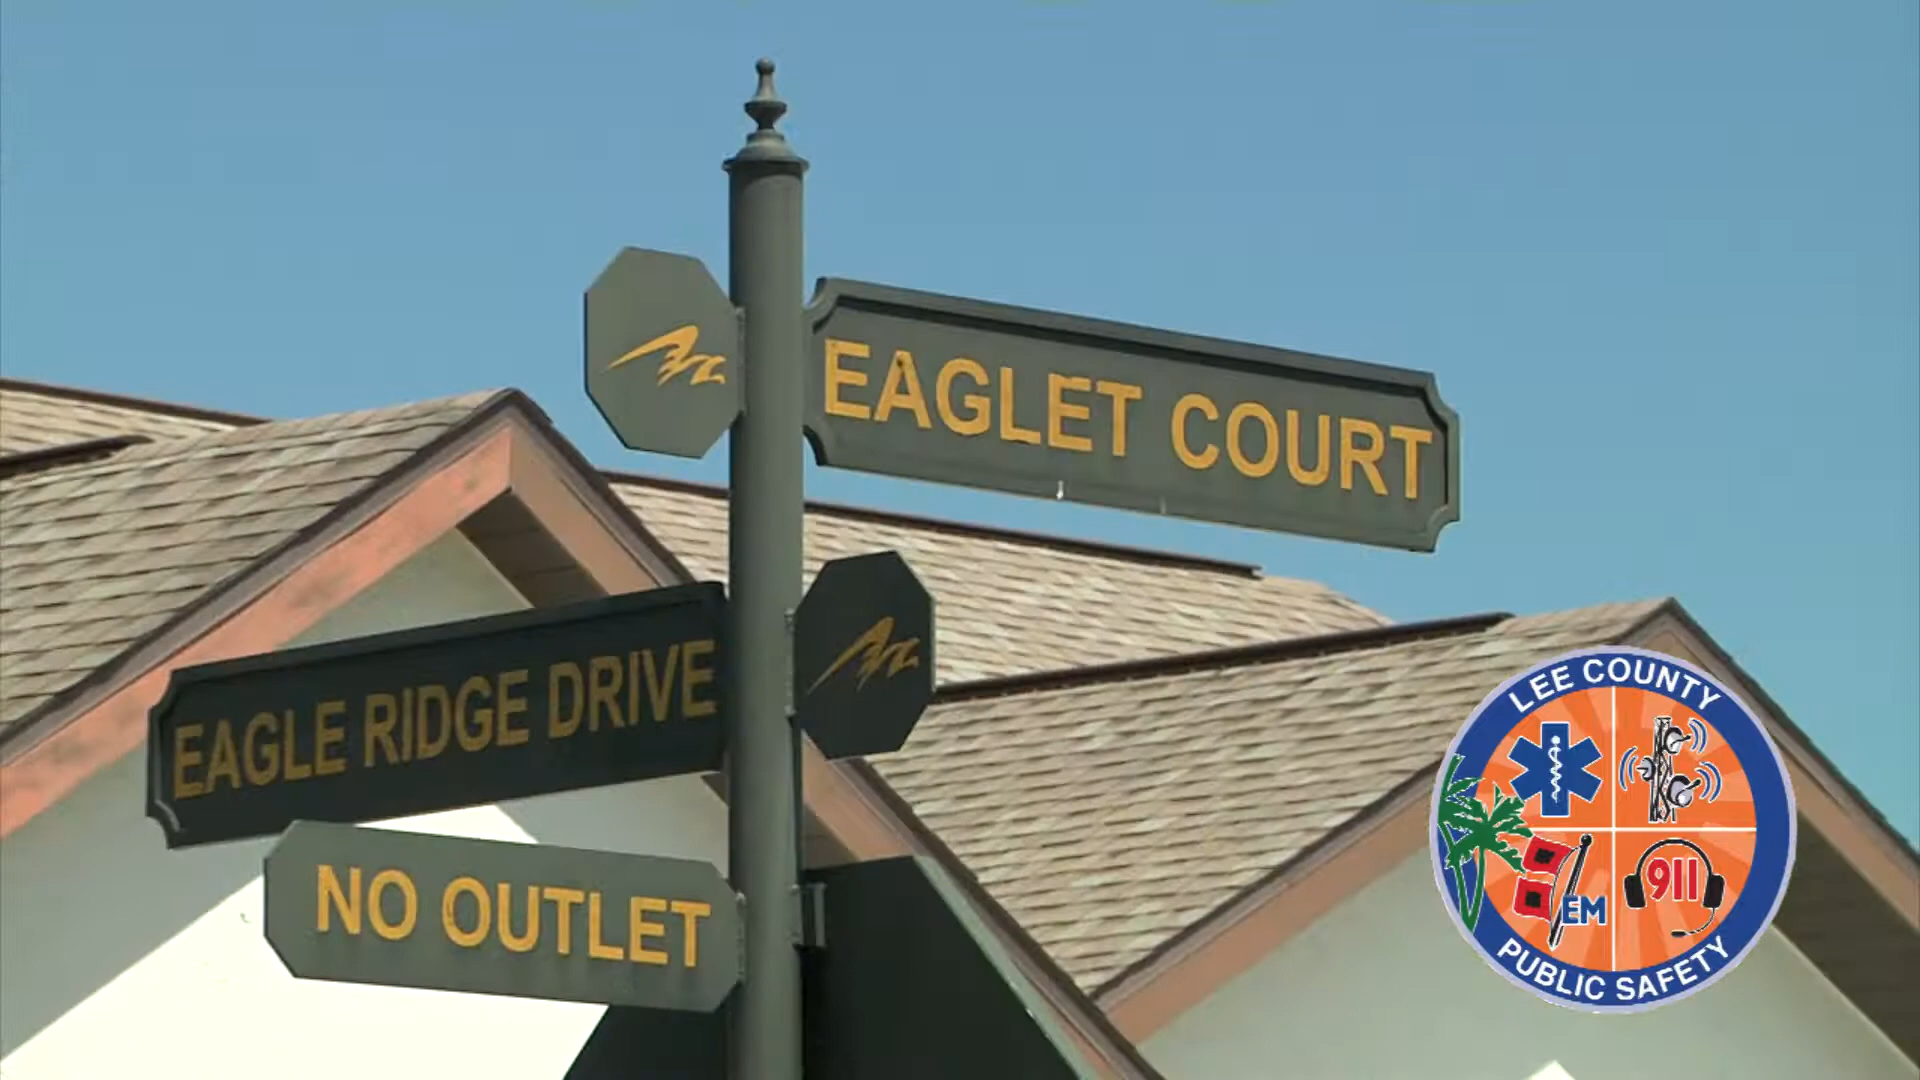 EAGLET COURT
EAGLE RIDGE DRIVE
NO OUTLET
LEE COUNTY
911
EM
PUBLIC SAFETY